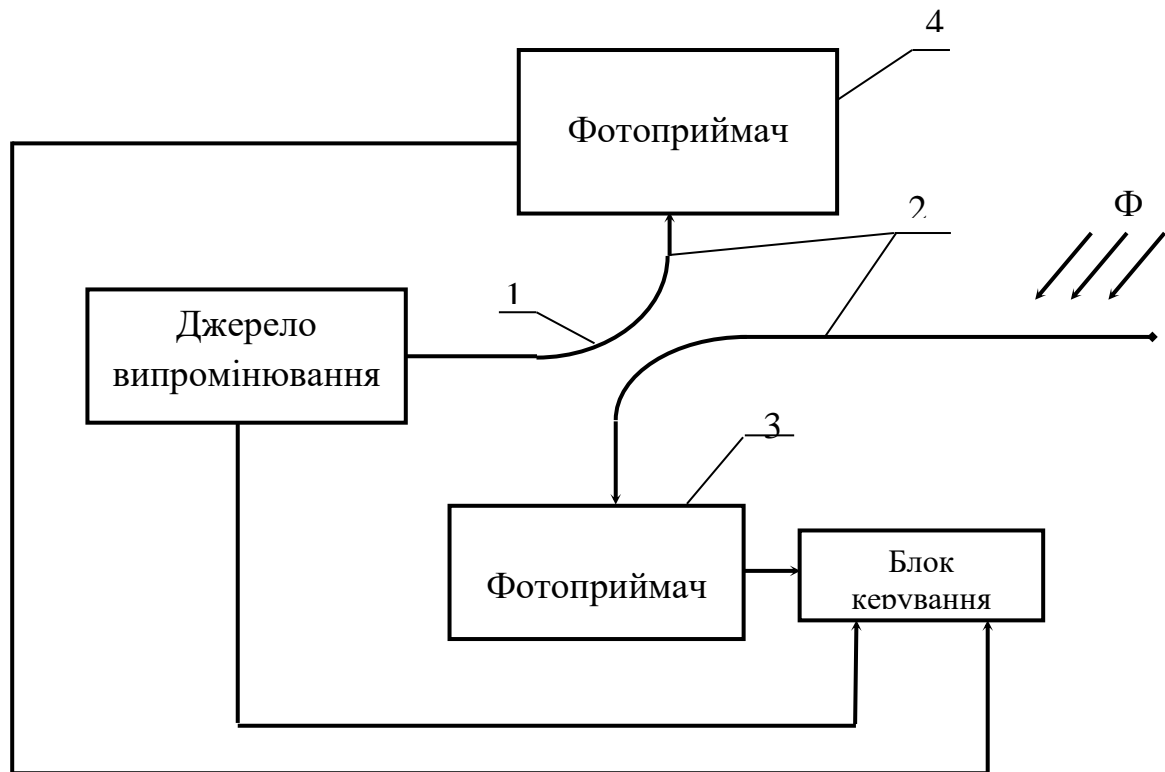 4
Фотоприймач
2
Ф
1
Джерело
випромінювання
3
Фотоприймач
Блок
керування